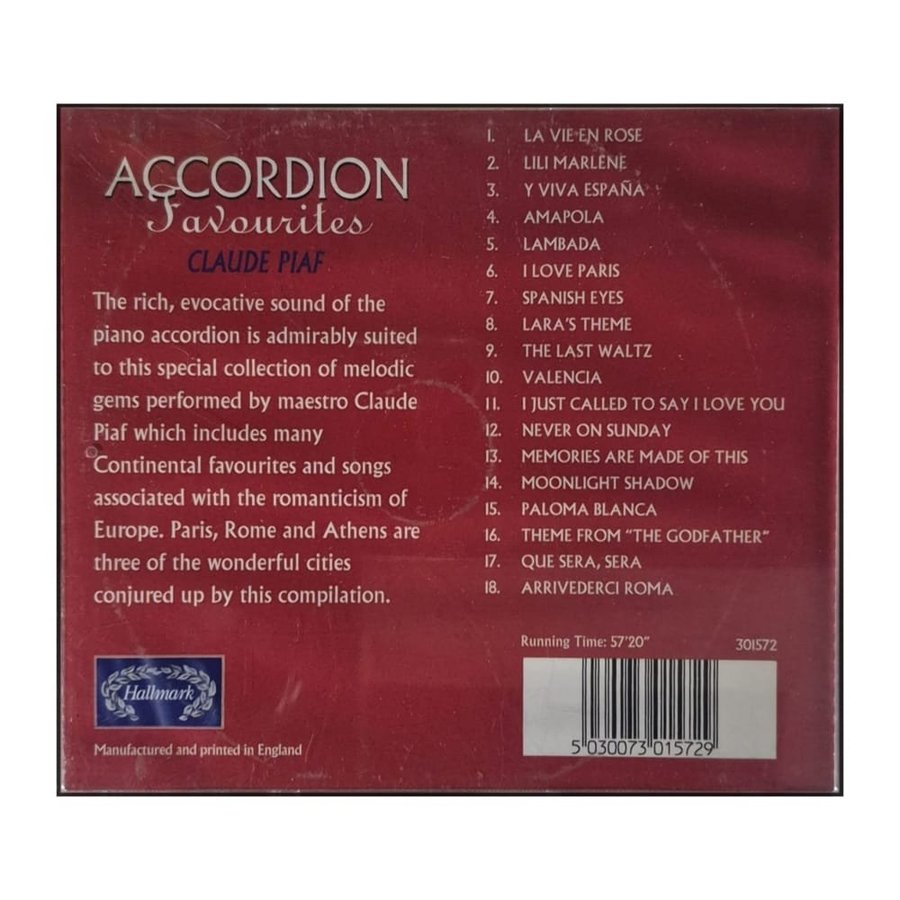 ACCORDION
Favourites
CLAUDE PIAF
The rich, evocative sound of the
piano accordion is admirably suited
to this special collection of melodic
gems performed by maestro Claude
Piaf which includes many
Continental favourites and songs
associated with the romanticism of
Europe. Paris, Rome and Athens are
three of the wonderful cities
conjured up by this compilation.
Hallmark
Manufactured and printed in England
1. LA VIE EN ROSE
2. LILI MARLENE
3. Y VIVA ESPAÑA
4. AMAPOLA
5. LAMBADA
6. I LOVE PARIS
7. SPANISH EYES
8. LARA'S THEME
9. THE LAST WALTZ
10. VALENCIA
11. I JUST CALLED TO SAY I LOVE YOU
12. NEVER ON SUNDAY
13. MEMORIES ARE MADE OF THIS
14. MOONLIGHT SHADOW
15. PALOMA BLANCA
16. THEME FROM "THE GODFATHER"
17. QUE SERA, SERA
18. ARRIVEDERCI ROMA
Running Time: 57'20" 301572
5 030073 015729